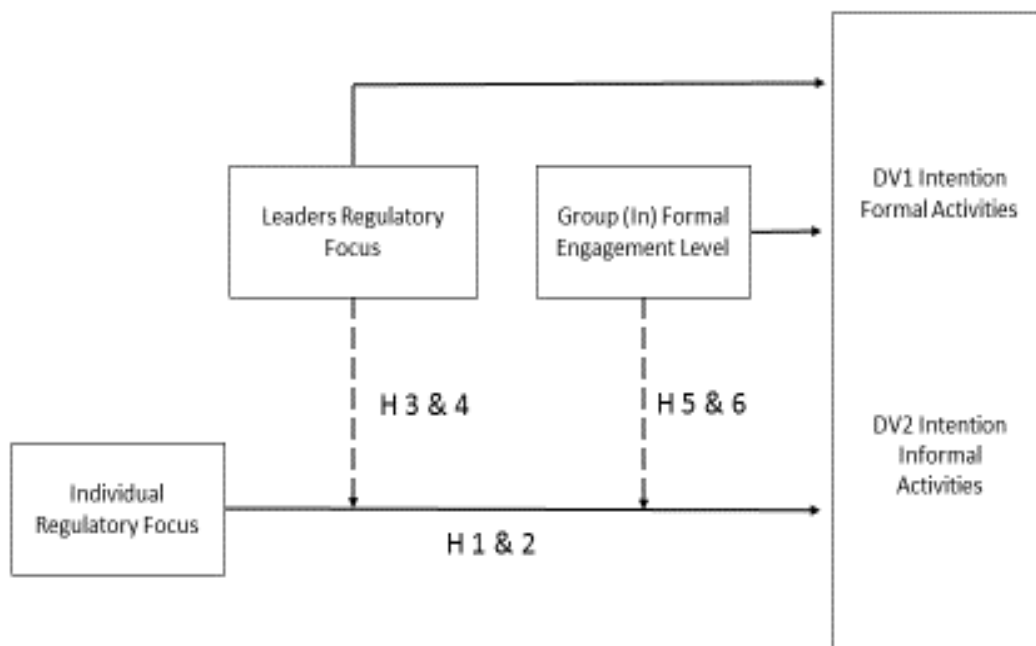 Leaders Regulatory
Focus
Group (In) Formal
Engagement Level
DV1 Intention
Formal Activities
H 3 & 4
H 5 & 6
DV2 Intention
Informal
Activities
Individual
Regulatory Focus
H 1 & 2